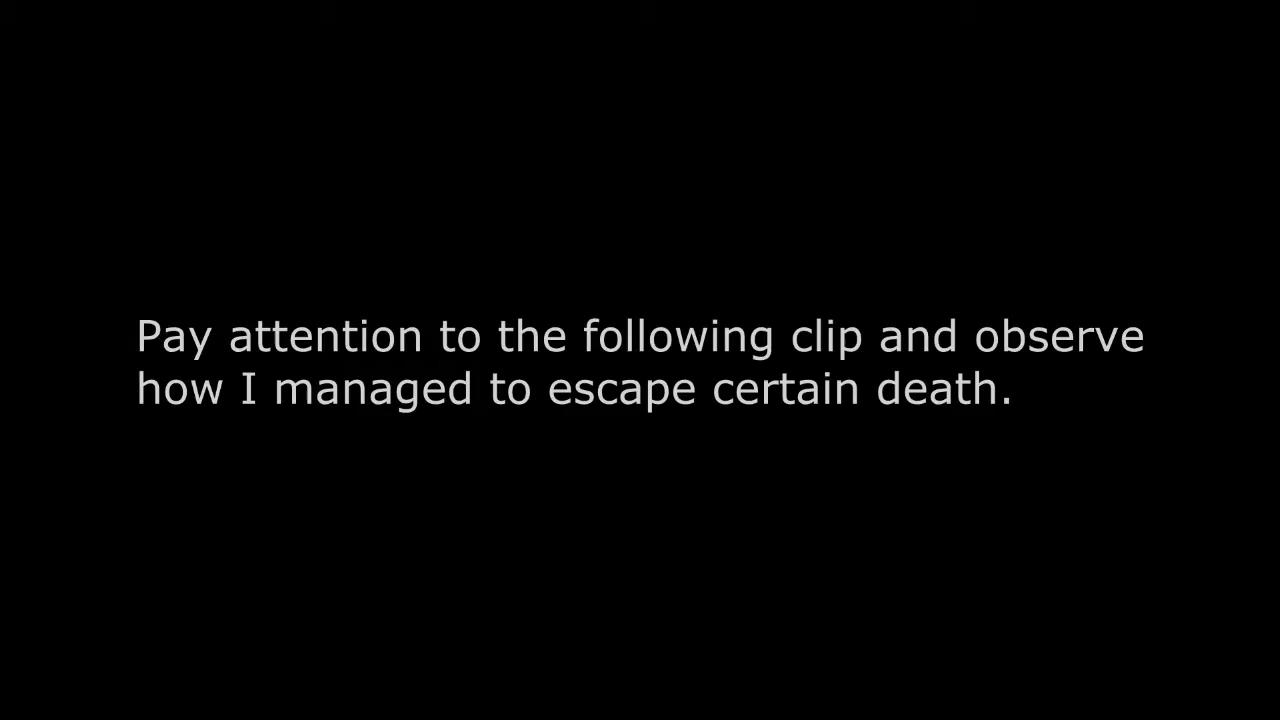 Pay attention to the following clip and observe
how I managed to escape certain death.